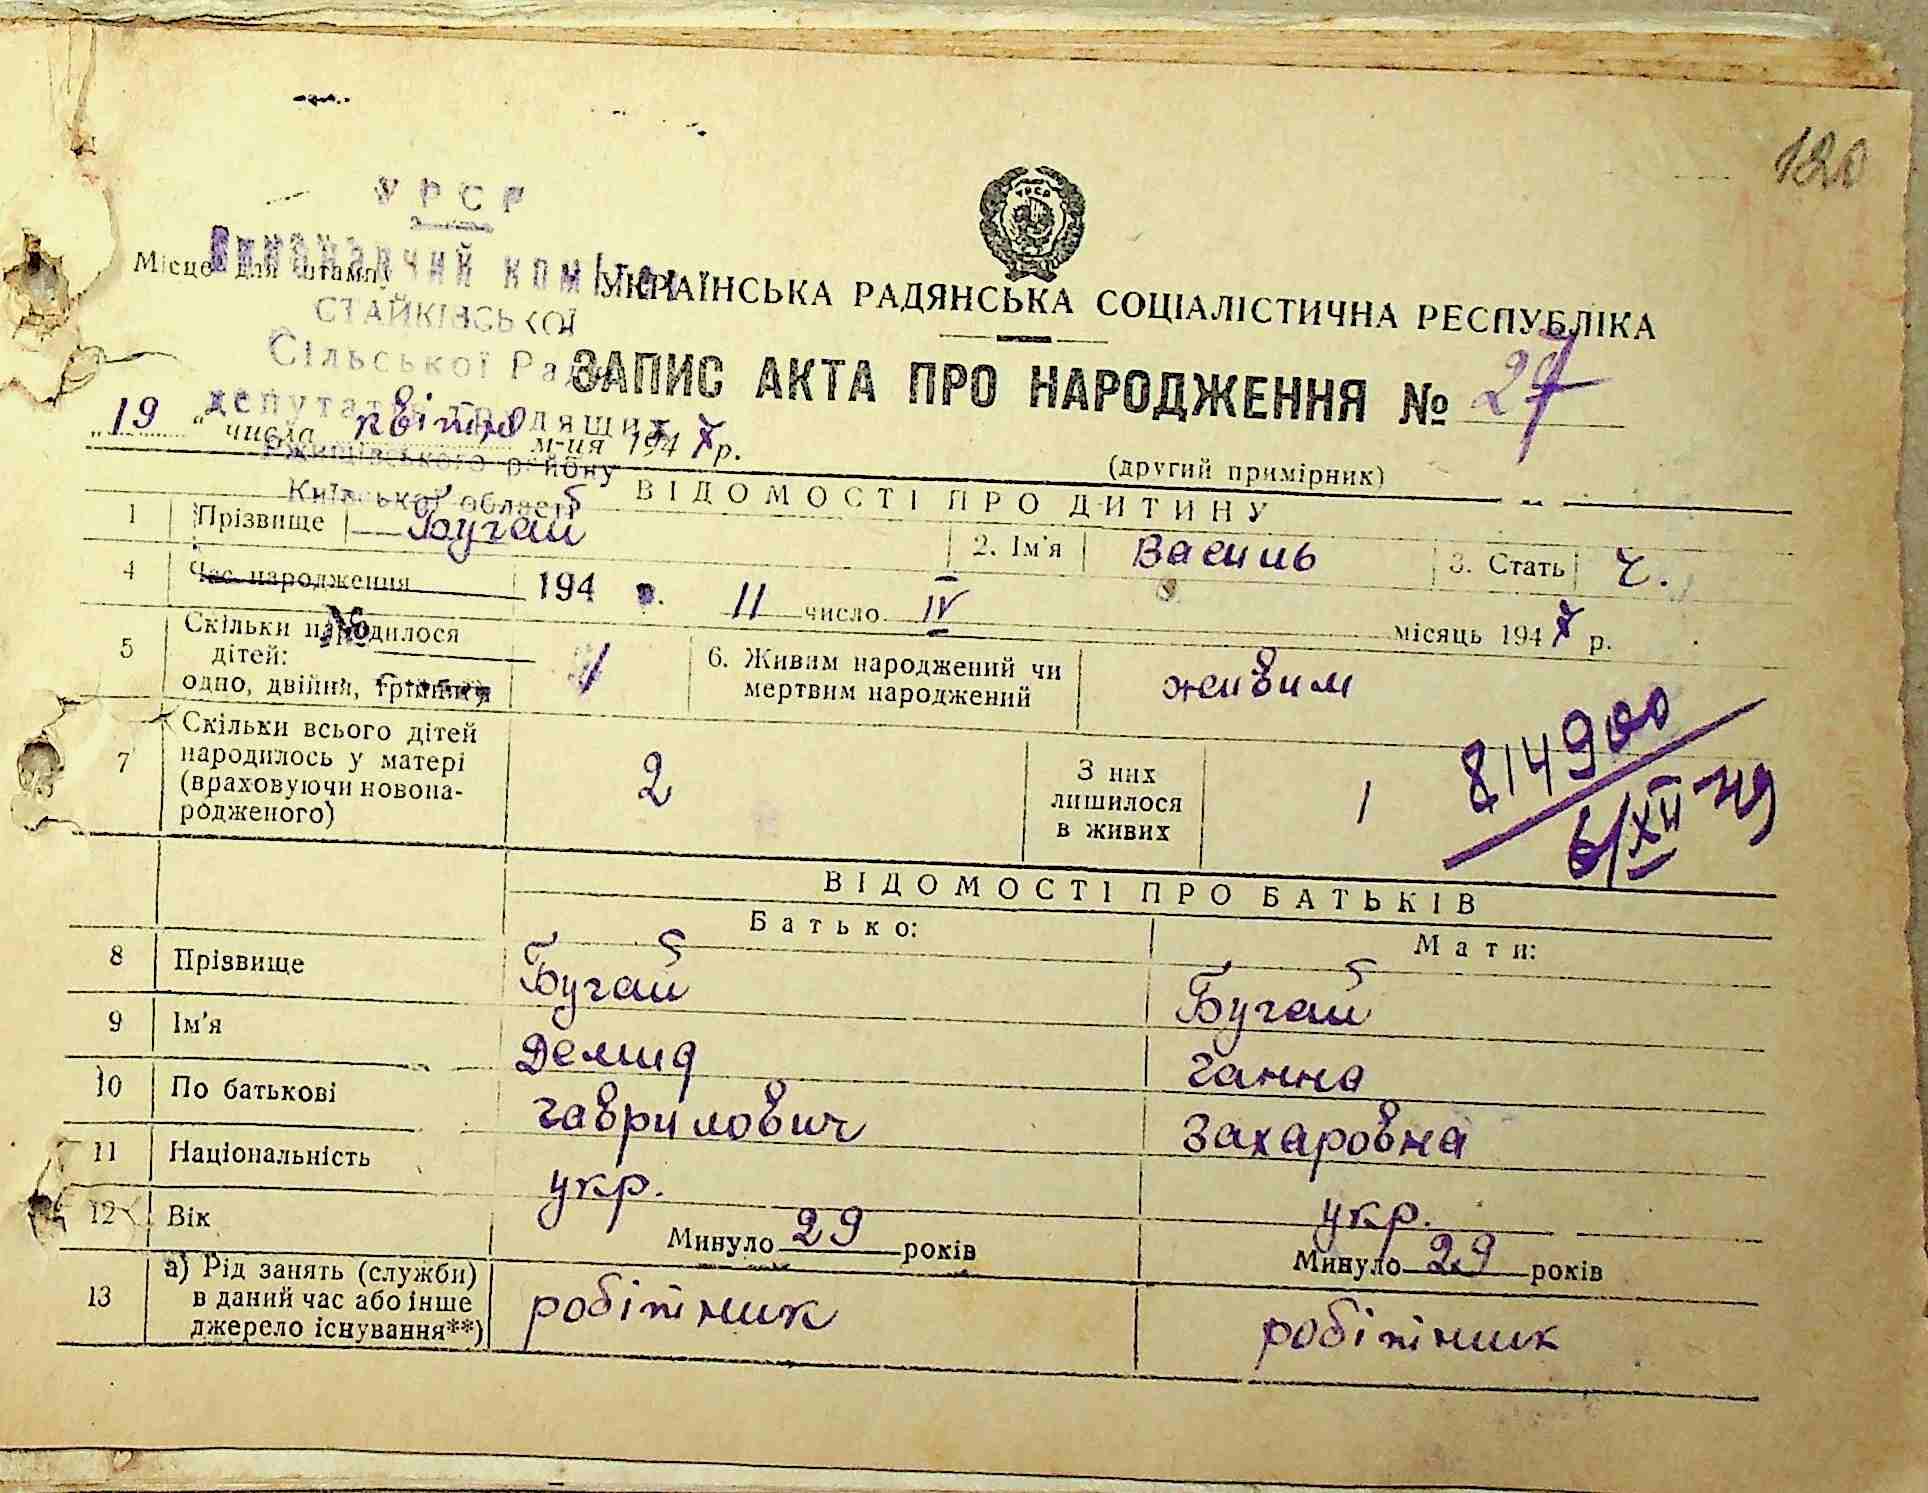 120
УРСР
Виконавчий комітет
СТАЙКІВСЬКОЇ
Сільської Ради
депутатів трудящих
Ржищівського району
Київської області
Місце для штампу
УРСР
УКРАЇНСЬКА РАДЯНСЬКА СОЦІАЛІСТИЧНА РЕСПУБЛІКА
ЗАПИС АКТА ПРО НАРОДЖЕННЯ № 27
„19“ числа квітня м-ця 1947 р.
(другий примірник)
ВІДОМОСТІ ПРО ДИТИНУ
1 Прізвище Бугай 2. Ім'я Василь 3. Стать ч.
4 Час народження 194 р. 11 число IV місяць 1947 р.
5 Скільки народилося дітей: одно, двійня, трійня 1 6. Живим народжений чи мертвим народжений живим
7 Скільки всього дітей народилось у матері (враховуючи новонародженого) 2 З них лишилося в живих 1
814900
6/XII 49
ВІДОМОСТІ ПРО БАТЬКІВ
Батько: Мати:
8 Прізвище Бугай Бугай
9 Ім'я Демид Ганна
10 По батькові Гаврилович Захаровна
11 Національність укр. укр.
12 Вік Минуло 29 років Минуло 29 років
13 а) Рід занять (служби) в даний час або інше джерело існування**) робітник робітник